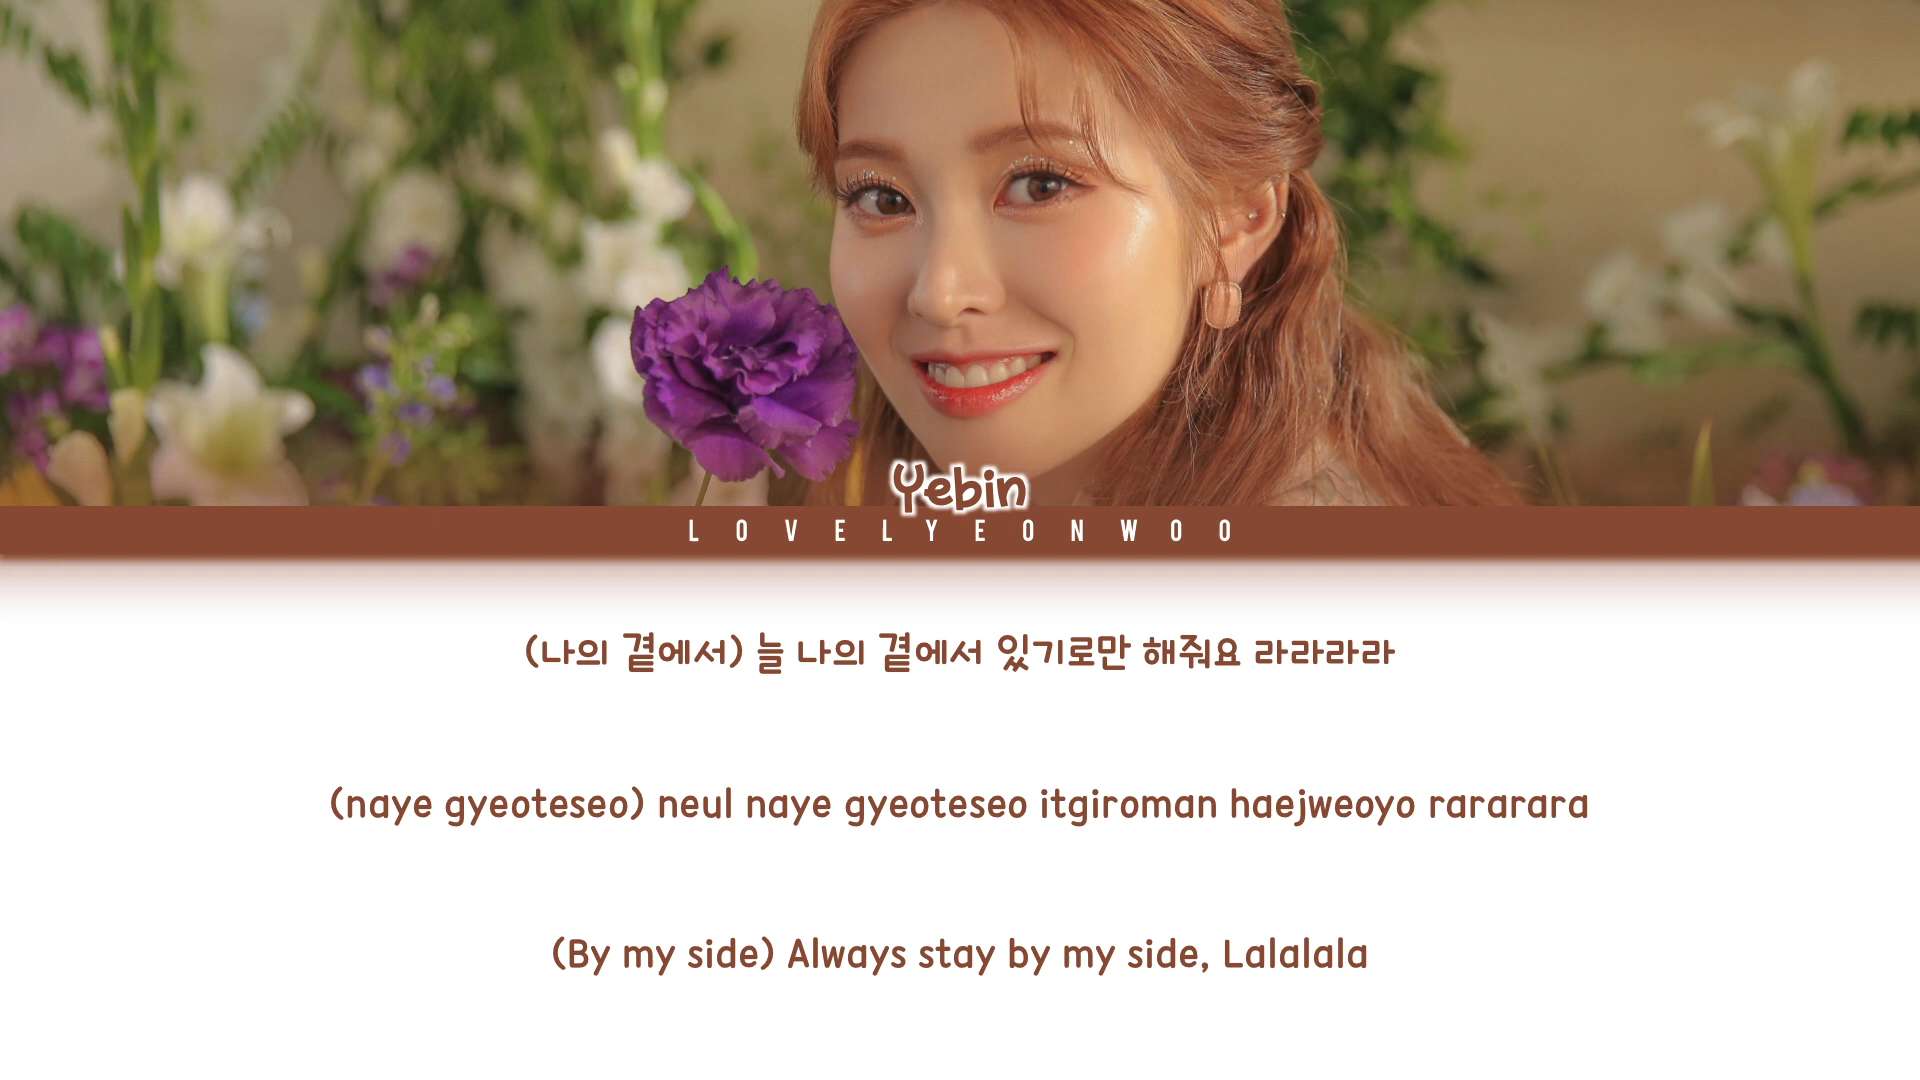 Yebin
LOVELYEONWOO
(나의 곁에서) 늘 나의 곁에서 있기로만 해줘요 라라라라
(naye gyeoteseo) neul naye gyeoteseo itgiroman haejweoyo rararara
(By my side) Always stay by my side, Lalalala